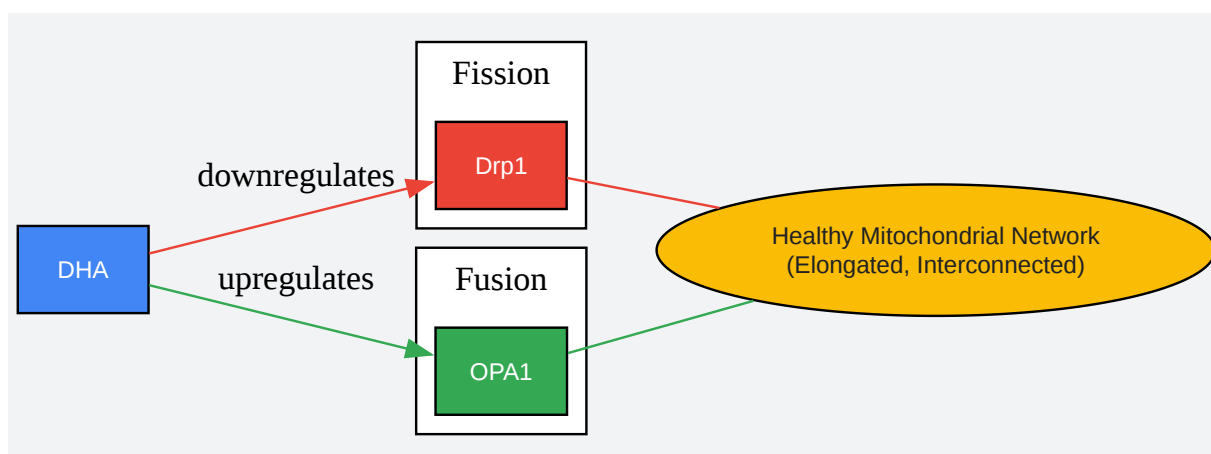 Fission
Drp1
downregulates
DHA
upregulates
Fusion
OPA1
Healthy Mitochondrial Network
(Elongated, Interconnected)